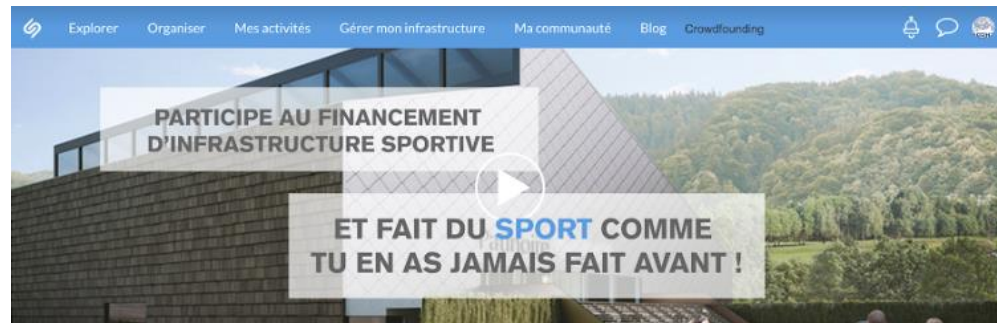 Explorer Organiser Mes activités Gérer mon infrastructure Ma communauté Blog Crowdfounding
PARTICIPE AU FINANCEMENT
D'INFRASTRUCTURE SPORTIVE
ET FAIT DU SPORT COMME
TU EN AS JAMAIS FAIT AVANT !